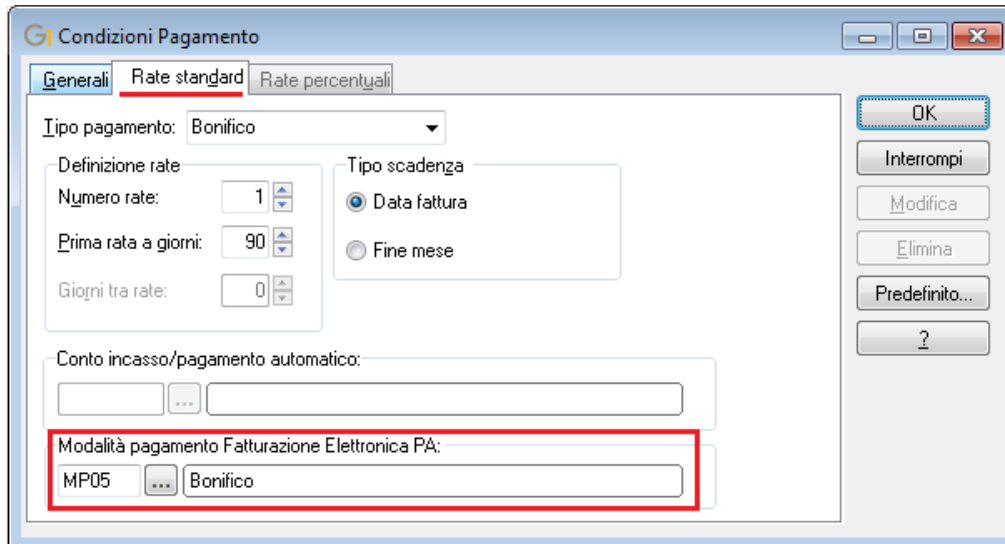 Condizioni Pagamento
Generali Rate standard Rate percentuali
Tipo pagamento: Bonifico
Definizione rate
Numero rate: 1
Prima rata a giorni: 90
Giorni tra rate: 0
Tipo scadenza
Data fattura
Fine mese
Conto incasso/pagamento automatico:
...
Modalità pagamento Fatturazione Elettronica PA:
MP05 ... Bonifico
OK
Interrompi
Modifica
Elimina
Predefinito...
?